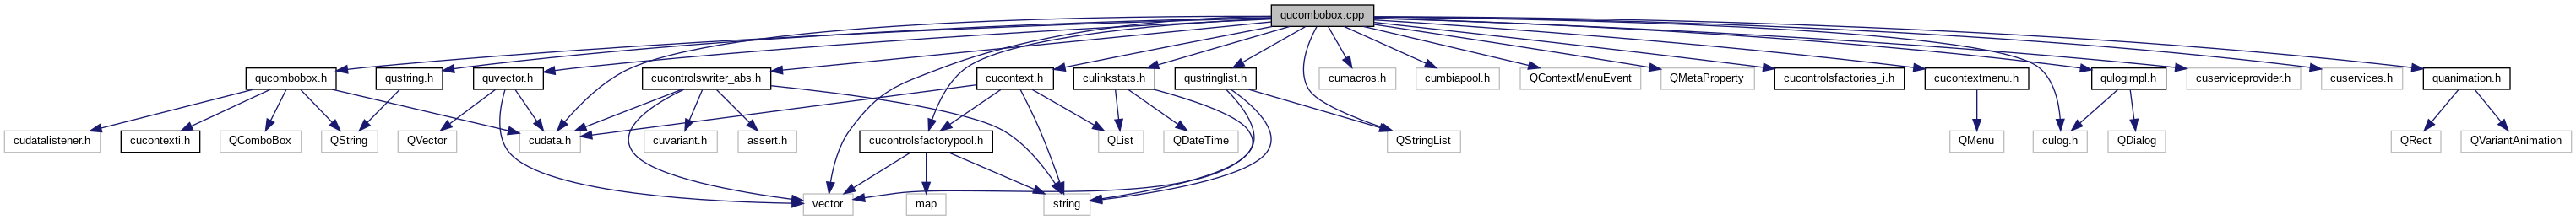 qucombobox.cpp
qucombobox.h
qustring.h
quvector.h
cucontrolswriter_abs.h
cucontext.h
culinkstats.h
qustringlist.h
cumacros.h
cumbiapool.h
QContextMenuEvent
QMetaProperty
cucontrolsfactories_i.h
cucontextmenu.h
qulogimpl.h
cuserviceprovider.h
cuservices.h
quanimation.h
cudatalistener.h
cucontexti.h
QComboBox
QString
QVector
cudata.h
cuvariant.h
assert.h
cucontrolsfactorypool.h
QList
QDateTime
QStringList
QMenu
culog.h
QDialog
QRect
QVariantAnimation
vector
map
string